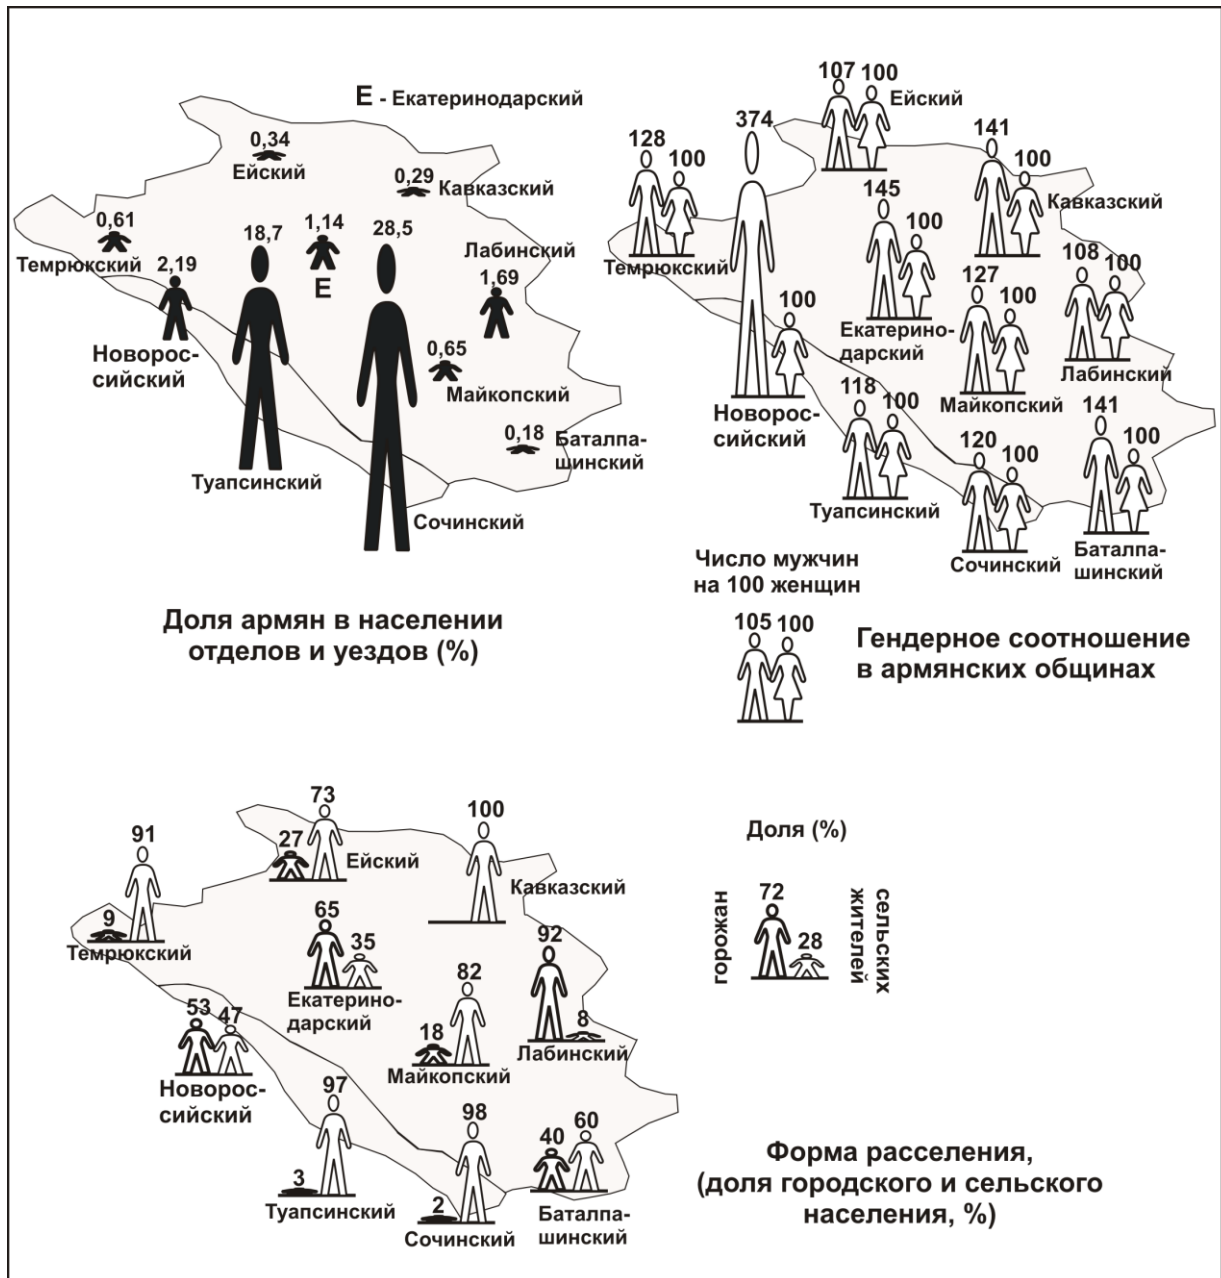 Е - Екатеринодарский
0,34
Ейский
0,29
Кавказский
0,61
Темрюкский
2,19
Новорос-
сийский
18,7
Туапсинский
1,14
Е
28,5
Сочинский
Лабинский
1,69
0,65
Майкопский
0,18
Баталпа-
шинский
Доля армян в населении
отделов и уездов (%)
107 100
Ейский
128 100
Темрюкский
374 100
Новорос-
сийский
141 100
Кавказский
145 100
Екатерино-
дарский
127 100
Майкопский
108 100
Лабинский
118 100
Туапсинский
120 100
Сочинский
141 100
Баталпа-
шинский
Число мужчин
на 100 женщин
105 100
Гендерное соотношение
в армянских общинах
27 73
Ейский
9 91
Темрюкский
100
Кавказский
65 35
Екатерино-
дарский
53 47
Новорос-
сийский
18 82
Майкопский
92 8
Лабинский
3 97
Туапсинский
2 98
Сочинский
40 60
Баталпа-
шинский
Доля (%)
горожан
72 28
сельских
жителей
Форма расселения,
(доля городского и сельского
населения, %)